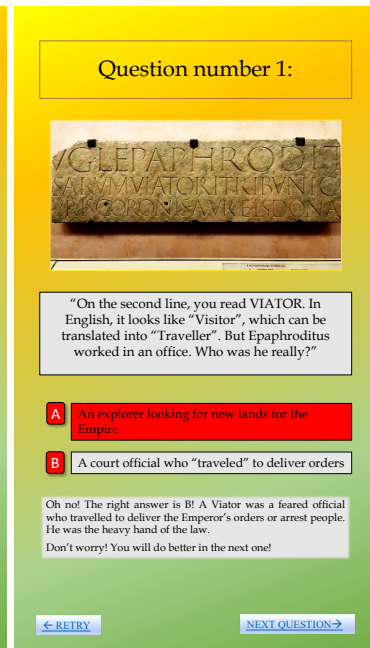 Question number 1:
VG·LEPAPHRODIT
ARVMVIATORITRIBVNIC
RISCORONISAVREISDONA
“On the second line, you read VIATOR. In
English, it looks like “Visitor”, which can be
translated into “Traveller”. But Epaphroditus
worked in an office. Who was he really?”
A
An explorer looking for new lands for the
Empire
B
A court official who “traveled” to deliver orders
Oh no! The right answer is B! A Viator was a feared official
who travelled to deliver the Emperor’s orders or arrest people.
He was the heavy hand of the law.
Don’t worry! You will do better in the next one!
← RETRY
NEXT QUESTION→